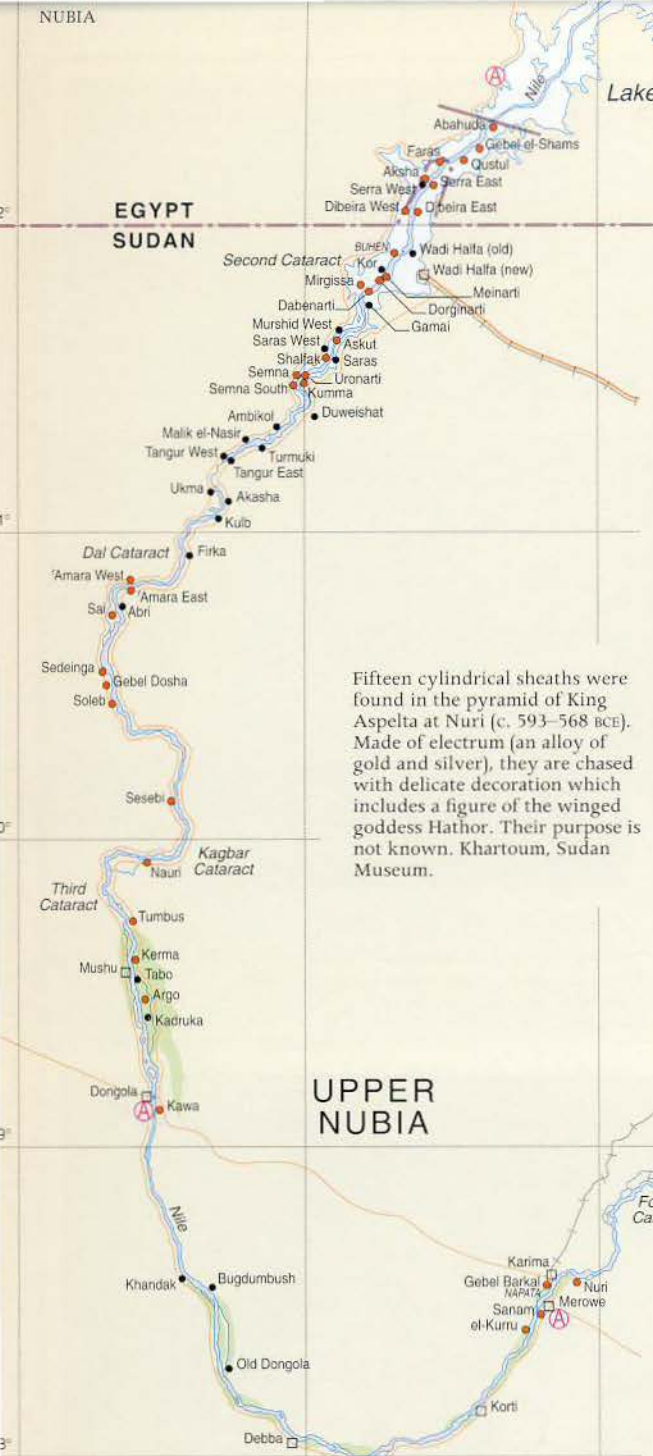 NUBIA
A
Nile
Lake
Abahuda
Gebel el-Shams
Faras
Qustul
Aksha
Serra West
Serra East
Dibeira West
Dibeira East
2°
EGYPT
SUDAN
BUHEN
Wadi Halfa (old)
Second Cataract
Kor
Wadi Halfa (new)
Mirgissa
Meinarti
Dabenarti
Dorginarti
Gamai
Murshid West
Saras West
Askut
Shalfak
Saras
Semna
Uronarti
Semna South
Kumma
Ambikol
Duweishat
Malik el-Nasir
Tangur West
Turmuki
Tangur East
Ukma
Akasha
Kulb
1°
Dal Cataract
Firka
'Amara West
'Amara East
Sai
Abri
Sedeinga
Gebel Dosha
Soleb
Fifteen cylindrical sheaths were
found in the pyramid of King
Aspelta at Nuri (c. 593–568 BCE).
Made of electrum (an alloy of
gold and silver), they are chased
with delicate decoration which
includes a figure of the winged
goddess Hathor. Their purpose is
not known. Khartoum, Sudan
Museum.
Sesebi
0°
Kagbar
Cataract
Nauri
Third
Cataract
Tumbus
Kerma
Mushu
Tabo
Argo
Kadruka
UPPER
NUBIA
Dongola
A
Kawa
9°
Nile
Fo
Ca
Karima
Khandak
Bugdumbush
Gebel Barkal
Nuri
NAPATA
Merowe
Sanam
A
el-Kurru
Old Dongola
Korti
Debba
3°